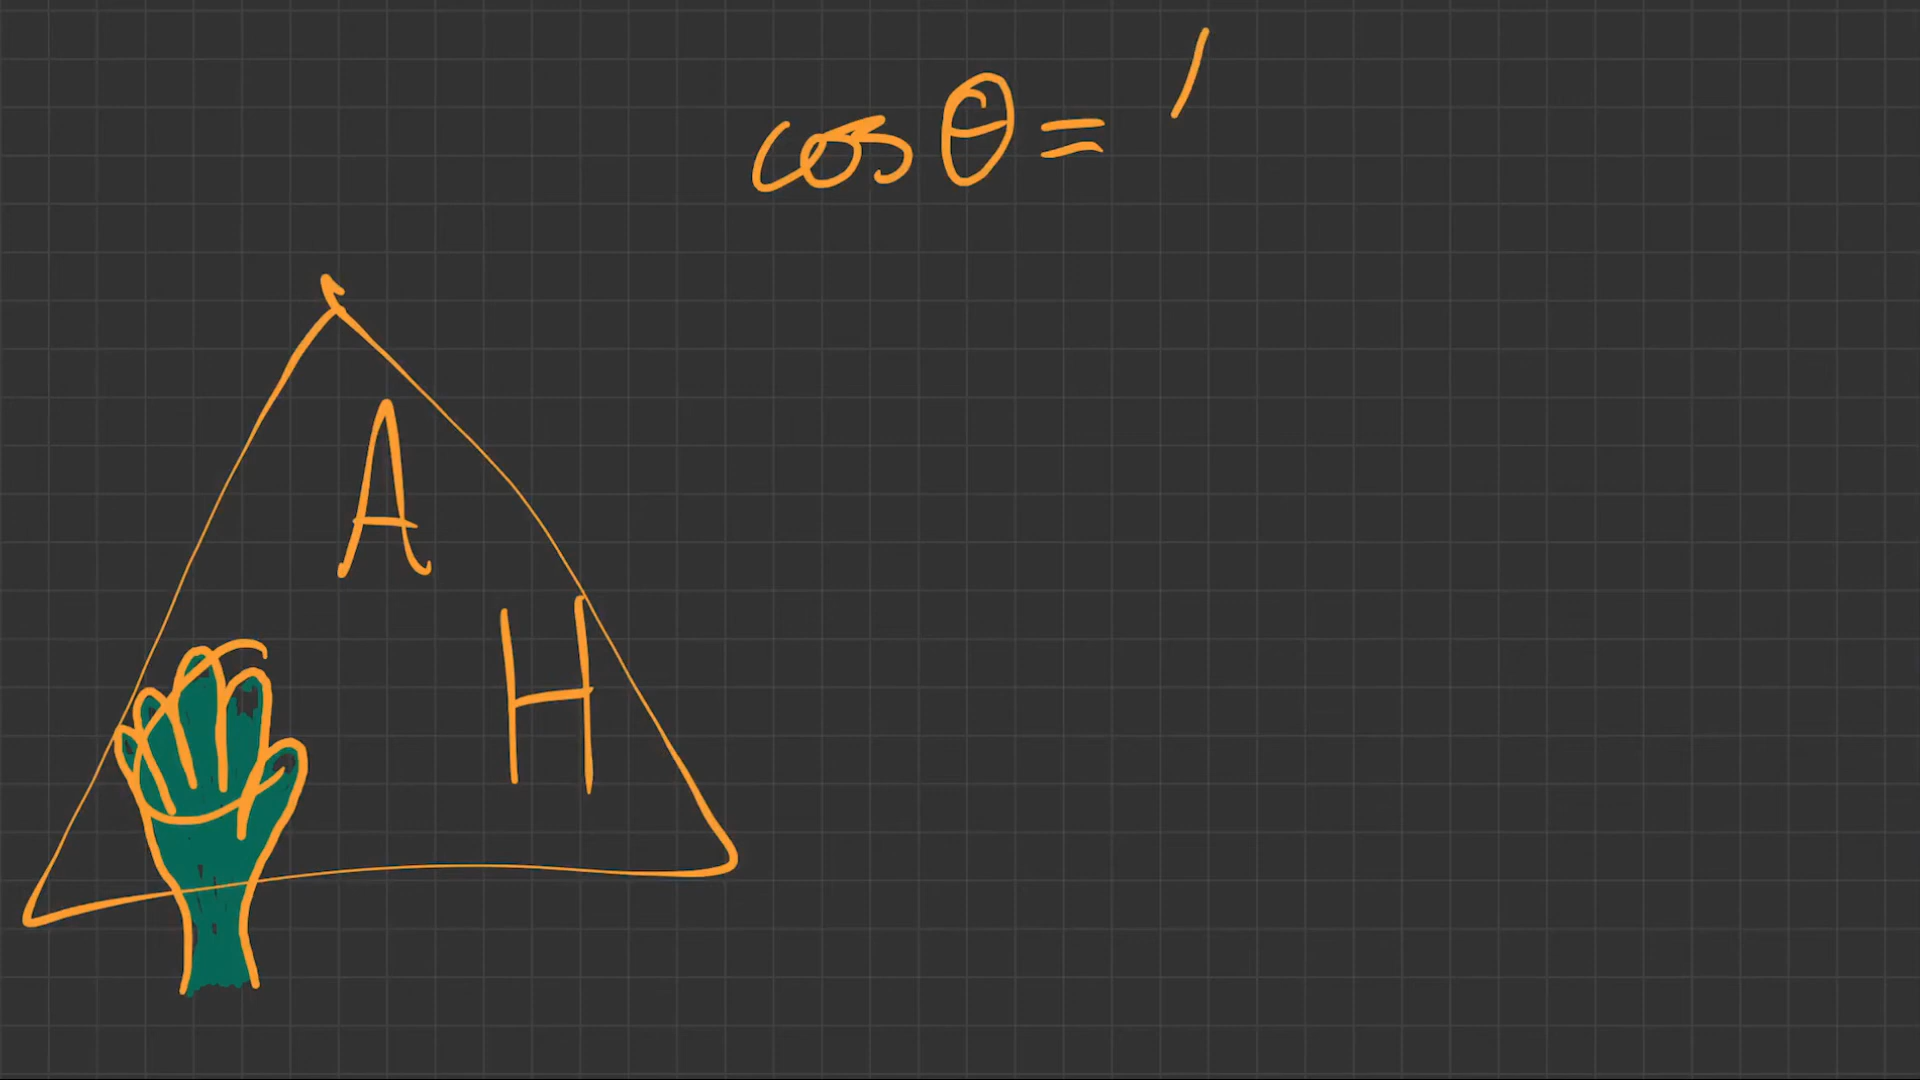 cos θ =
A
H